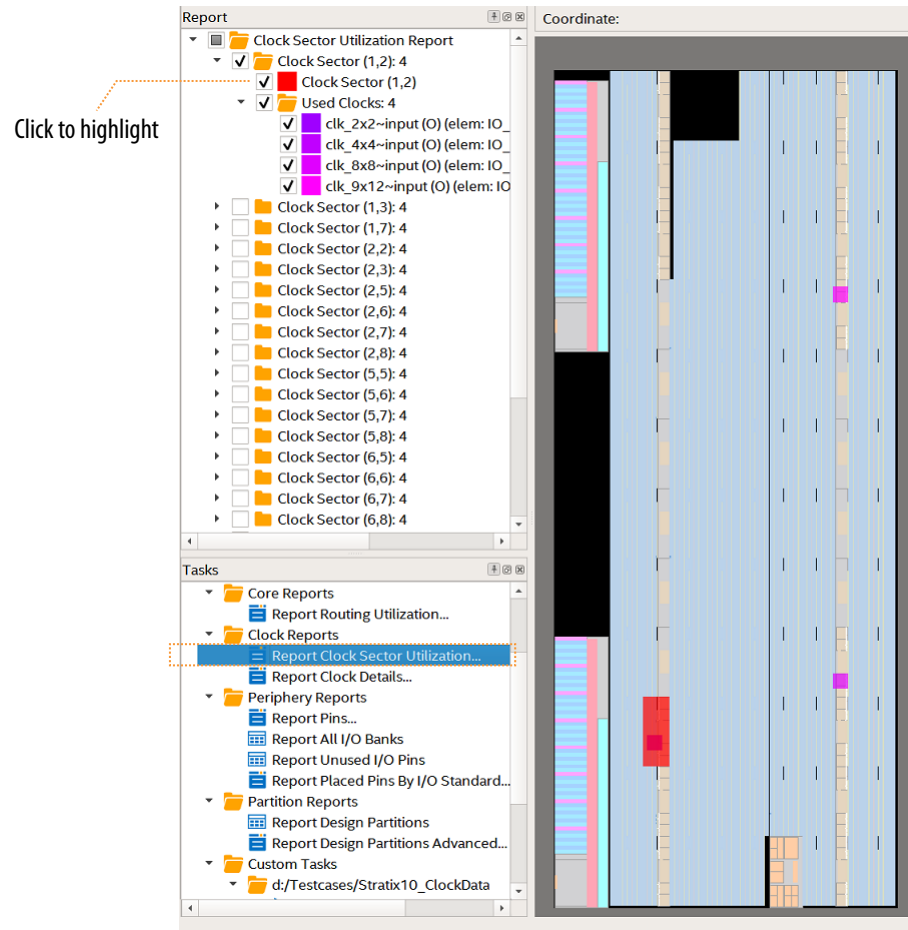 Report
Coordinate:
Clock Sector Utilization Report
Clock Sector (1,2): 4
Clock Sector (1,2)
Click to highlight
Used Clocks: 4
clk_2x2~input (O) (elem: IO_
clk_4x4~input (O) (elem: IO_
clk_8x8~input (O) (elem: IO_
clk_9x12~input (O) (elem: IO
Clock Sector (1,3): 4
Clock Sector (1,7): 4
Clock Sector (2,2): 4
Clock Sector (2,3): 4
Clock Sector (2,5): 4
Clock Sector (2,6): 4
Clock Sector (2,7): 4
Clock Sector (2,8): 4
Clock Sector (5,5): 4
Clock Sector (5,6): 4
Clock Sector (5,7): 4
Clock Sector (5,8): 4
Clock Sector (6,5): 4
Clock Sector (6,6): 4
Clock Sector (6,7): 4
Clock Sector (6,8): 4
Tasks
Core Reports
Report Routing Utilization...
Clock Reports
Report Clock Sector Utilization...
Report Clock Details...
Periphery Reports
Report Pins...
Report All I/O Banks
Report Unused I/O Pins
Report Placed Pins By I/O Standard...
Partition Reports
Report Design Partitions
Report Design Partitions Advanced...
Custom Tasks
d:/Testcases/Stratix10_ClockData